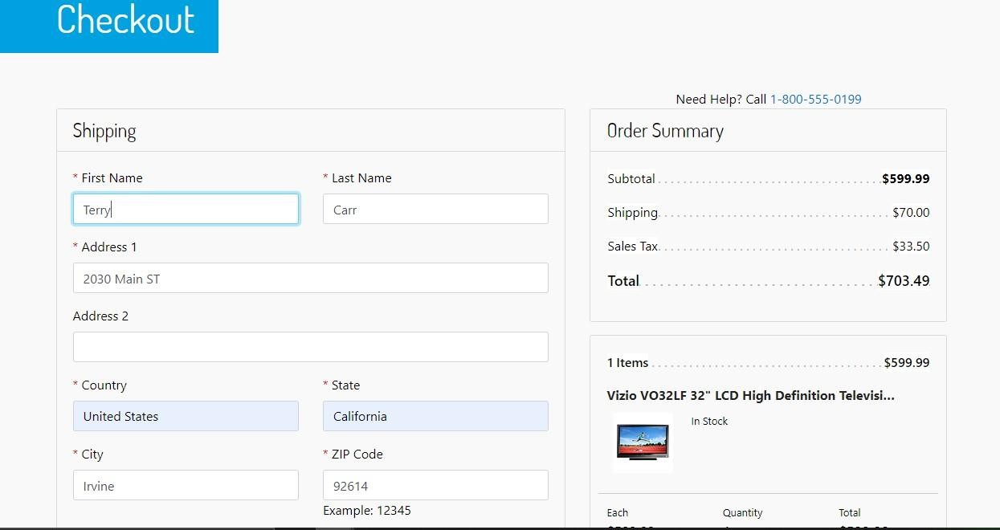 Checkout
Need Help? Call 1-800-555-0199
Shipping
* First Name
* Last Name
Terry
Carr
* Address 1
2030 Main ST
Address 2
* Country
* State
United States
California
* City
* ZIP Code
Irvine
92614
Example: 12345
Order Summary
Subtotal $599.99
Shipping $70.00
Sales Tax $33.50
Total $703.49
1 Items $599.99
Vizio VO32LF 32" LCD High Definition Televisi...
In Stock
Each Quantity Total